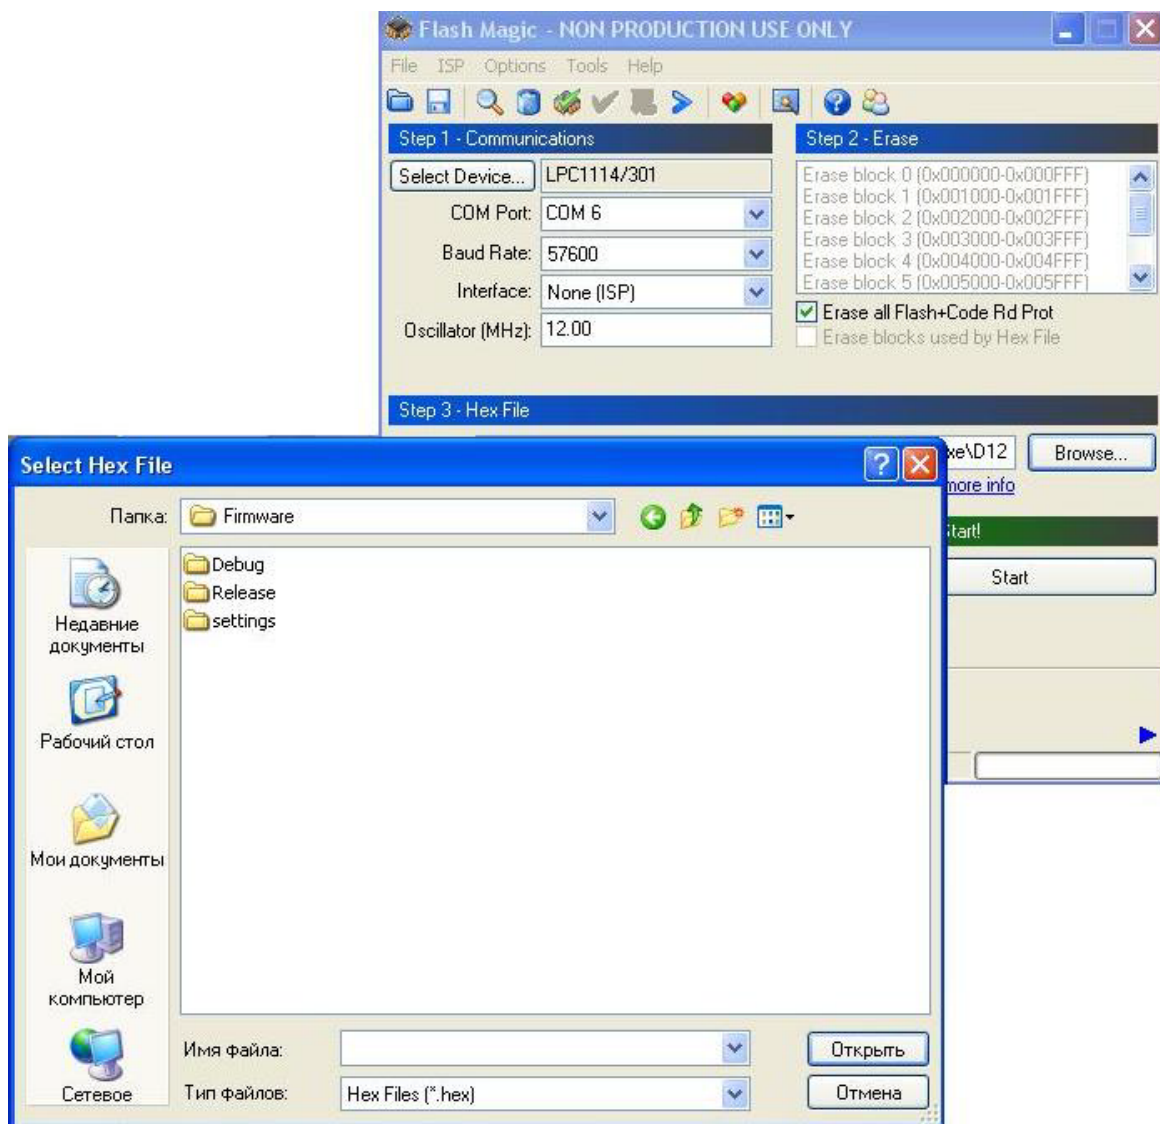 Flash Magic - NON PRODUCTION USE ONLY
File ISP Options Tools Help
Step 1 - Communications
Select Device... LPC1114/301
COM Port: COM 6
Baud Rate: 57600
Interface: None (ISP)
Oscillator (MHz): 12.00
Step 2 - Erase
Erase block 0 (0x000000-0x000FFF)
Erase block 1 (0x001000-0x001FFF)
Erase block 2 (0x002000-0x002FFF)
Erase block 3 (0x003000-0x003FFF)
Erase block 4 (0x004000-0x004FFF)
Erase block 5 (0x005000-0x005FFF)
Erase all Flash+Code Rd Prot
Erase blocks used by Hex File
Step 3 - Hex File
xe\D12 Browse...
more info
tart!
Start
Select Hex File
Папка: Firmware
Debug
Release
settings
Недавние
документы
Рабочий стол
Мои документы
Мой
компьютер
Сетевое
Имя файла:
Открыть
Тип файлов: Hex Files (*.hex)
Отмена